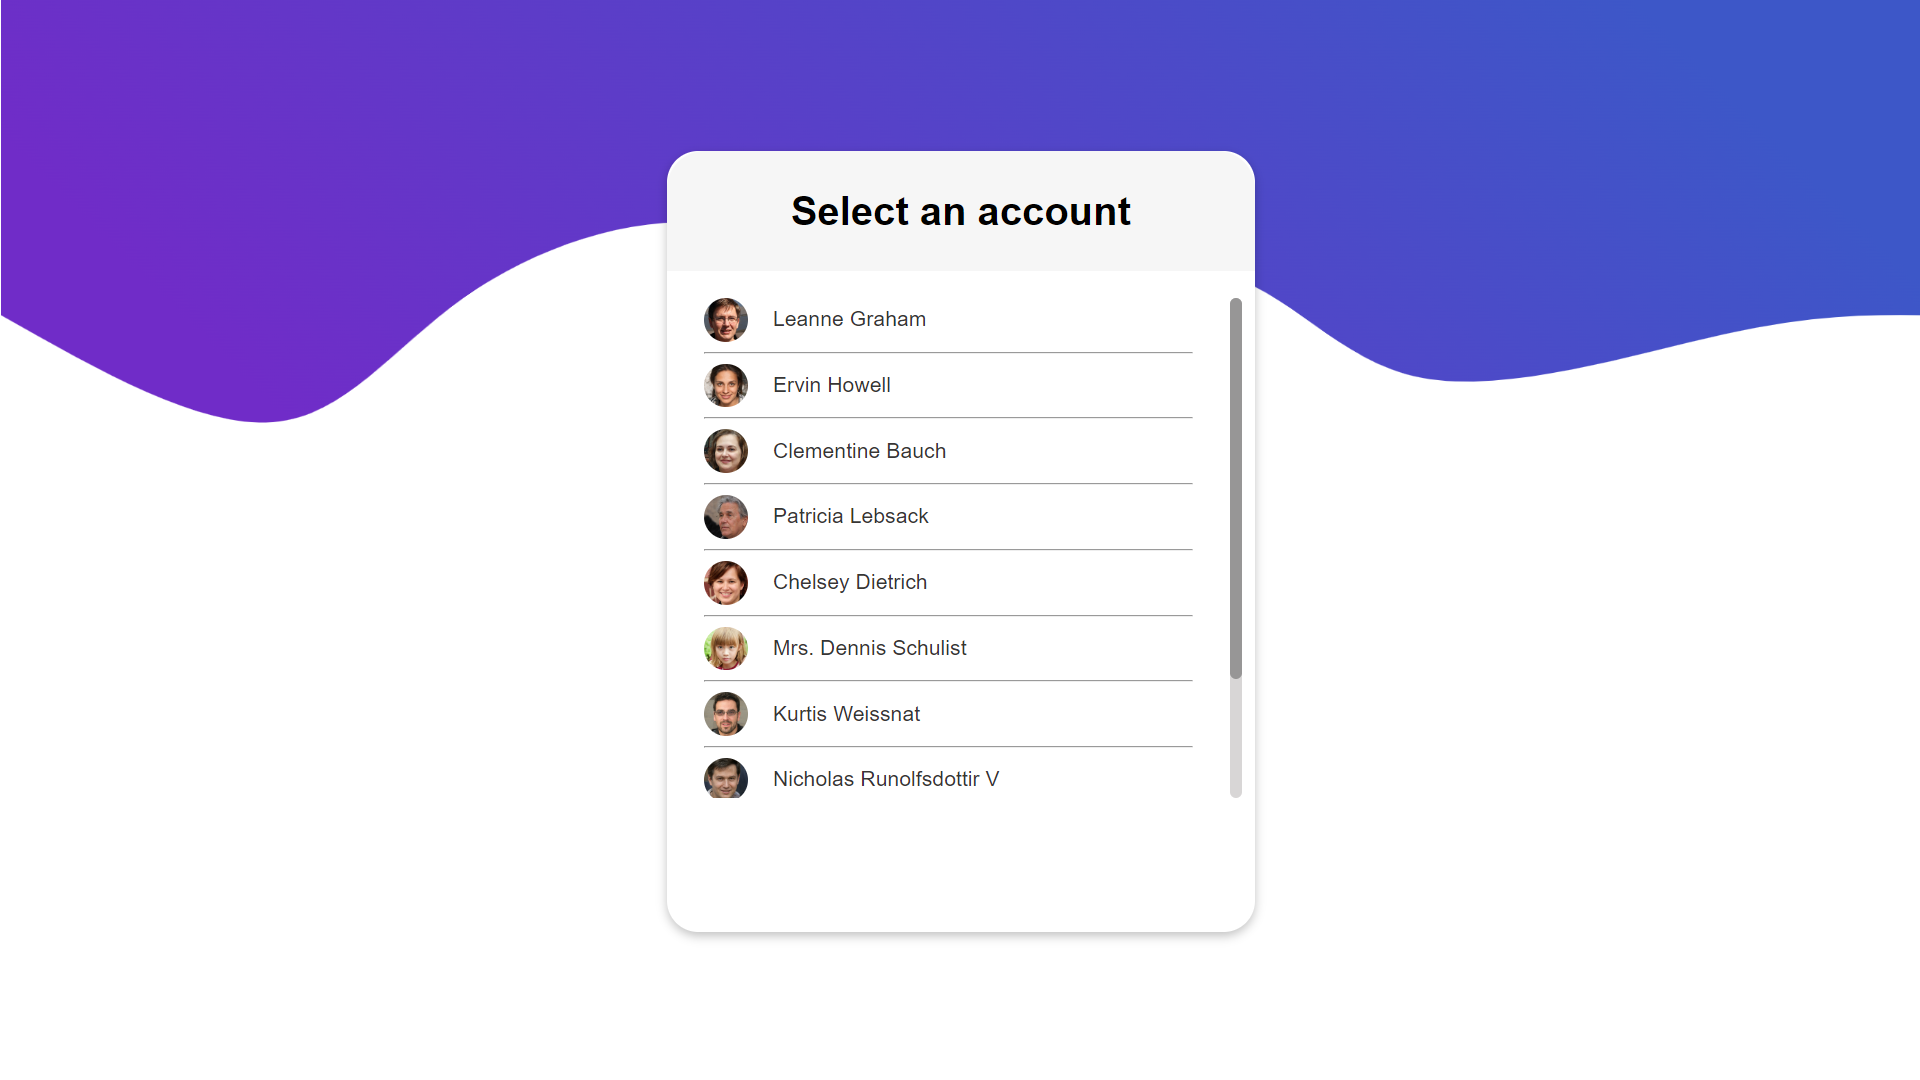 Select an account
Leanne Graham
Ervin Howell
Clementine Bauch
Patricia Lebsack
Chelsey Dietrich
Mrs. Dennis Schulist
Kurtis Weissnat
Nicholas Runolfsdottir V